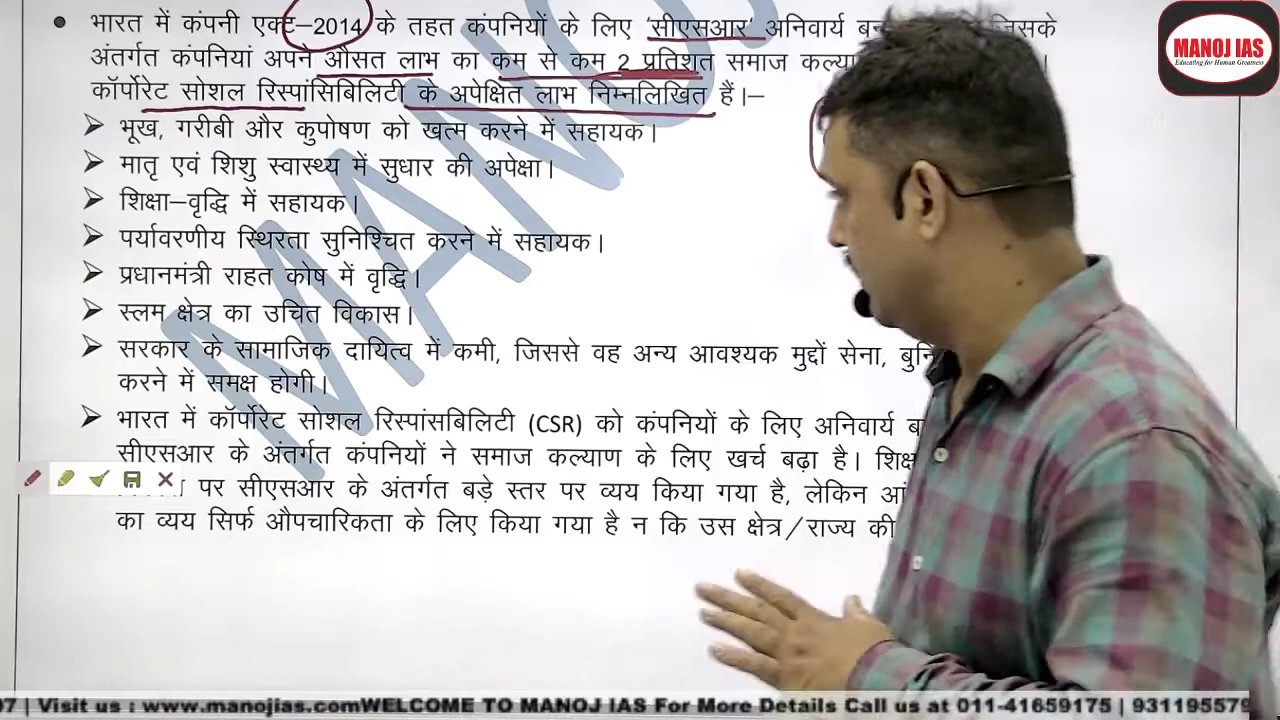 भारत में कंपनी एक्ट–2014 के तहत कंपनियों के लिए 'सीएसआर' अनिवार्य जिसके
अंतर्गत कंपनियां अपने औसत लाभ का कम से कम 2 प्रतिशत समाज
कॉर्पोरेट सोशल रिस्पांसिबिलिटी के अपेक्षित लाभ निम्नलिखित हैं।–
भूख, गरीबी और कुपोषण को खत्म करने में सहायक।
मातृ एवं शिशु स्वास्थ्य में सुधार की अपेक्षा।
शिक्षा–वृद्धि में सहायक।
पर्यावरणीय स्थिरता सुनिश्चित करने में सहायक।
प्रधानमंत्री राहत कोष में वृद्धि।
स्लम क्षेत्र का उचित विकास।
सरकार के सामाजिक दायित्व में कमी, जिससे वह अन्य आवश्यक मुद्दों सेना,
करने में समक्ष होगी।
भारत में कॉर्पोरेट सोशल रिस्पांसबिलिटी (CSR) को कंपनियों के लिए अनिवार्य
सीएसआर के अंतर्गत कंपनियों ने समाज कल्याण के लिए खर्च बढ़ा है।
पर सीएसआर के अंतर्गत बड़े स्तर पर व्यय किया गया है, लेकिन
का व्यय सिर्फ औपचारिकता के लिए किया गया है न कि उस क्षेत्र/राज्य की
MANOJ IAS
Educating for Human Greatness
| Visit us : www.manojias.comWELCOME TO MANOJ IAS For More Details Call us at 011-41659175 |